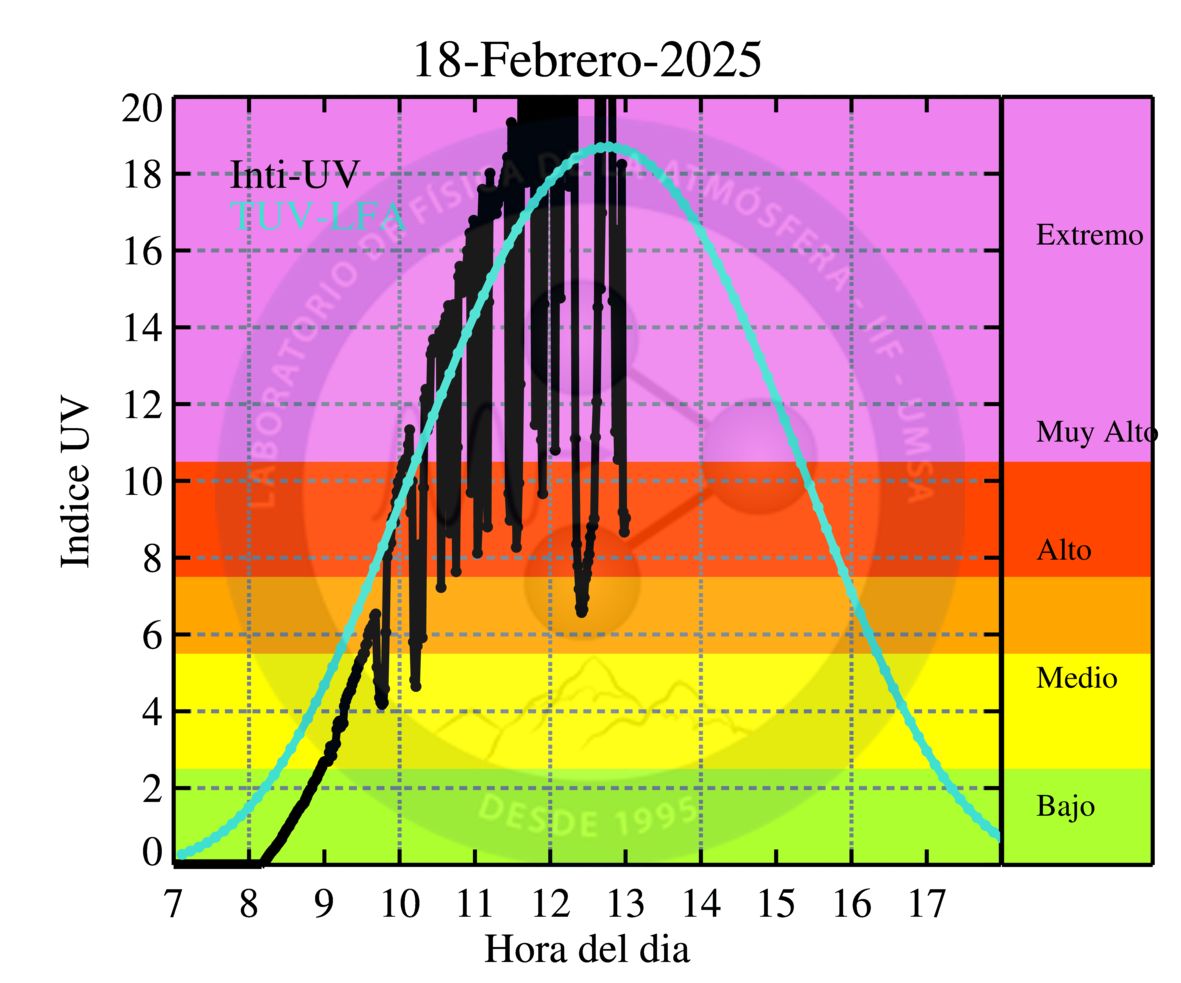 18-Febrero-2025
Inti-UV
TUV-LFA
Indice UV
20
18
16
14
12
10
8
6
4
2
0
7 8 9 10 11 12 13 14 15 16 17
Hora del dia
Extremo
Muy Alto
Alto
Medio
Bajo
LABORATORIO DE FÍSICA DE LA ATMÓSFERA - IIF - UMSA
DESDE 1995